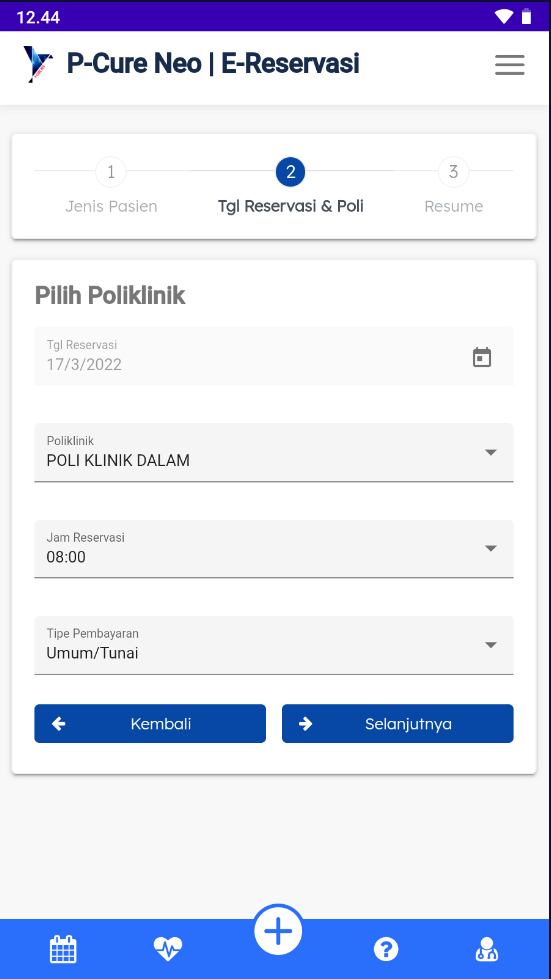 12.44
P-Cure Neo | E-Reservasi
1
2
3
Jenis Pasien
Tgl Reservasi & Poli
Resume
Pilih Poliklinik
Tgl Reservasi
17/3/2022
Poliklinik
POLI KLINIK DALAM
Jam Reservasi
08:00
Tipe Pembayaran
Umum/Tunai
Kembali
Selanjutnya